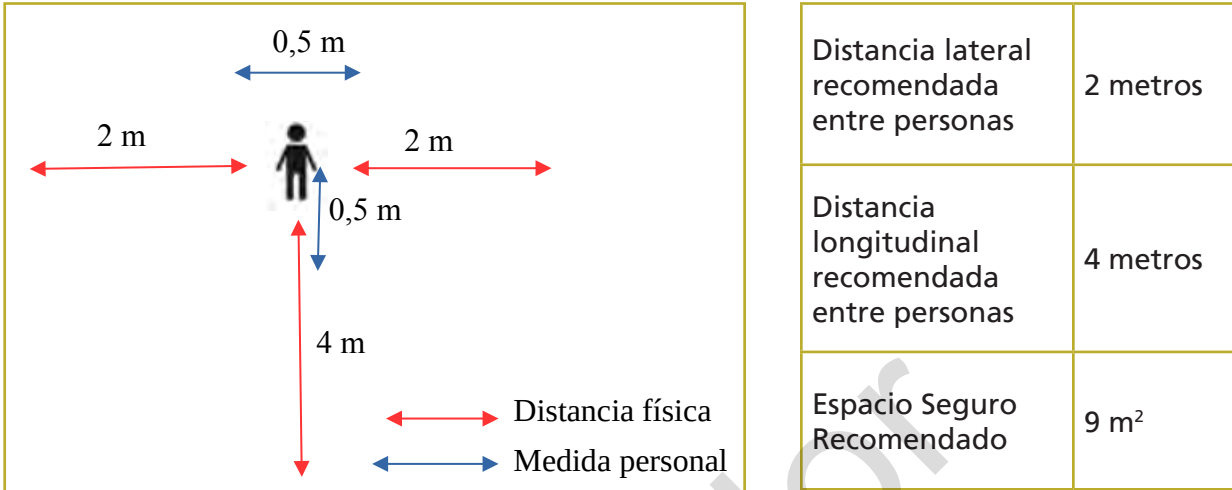 0,5 m
2 m
2 m
0,5 m
4 m
Distancia física
Medida personal
Distancia lateral
recomendada
entre personas
2 metros
Distancia
longitudinal
recomendada
entre personas
4 metros
Espacio Seguro
Recomendado
9 m²
or